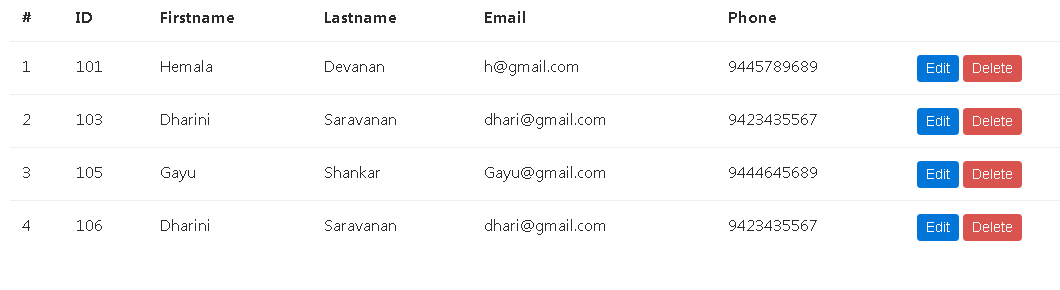 # ID Firstname Lastname Email Phone
1 101 Hemala Devanan h@gmail.com 9445789689 Edit Delete
2 103 Dharini Saravanan dhari@gmail.com 9423435567 Edit Delete
3 105 Gayu Shankar Gayu@gmail.com 9444645689 Edit Delete
4 106 Dharini Saravanan dhari@gmail.com 9423435567 Edit Delete